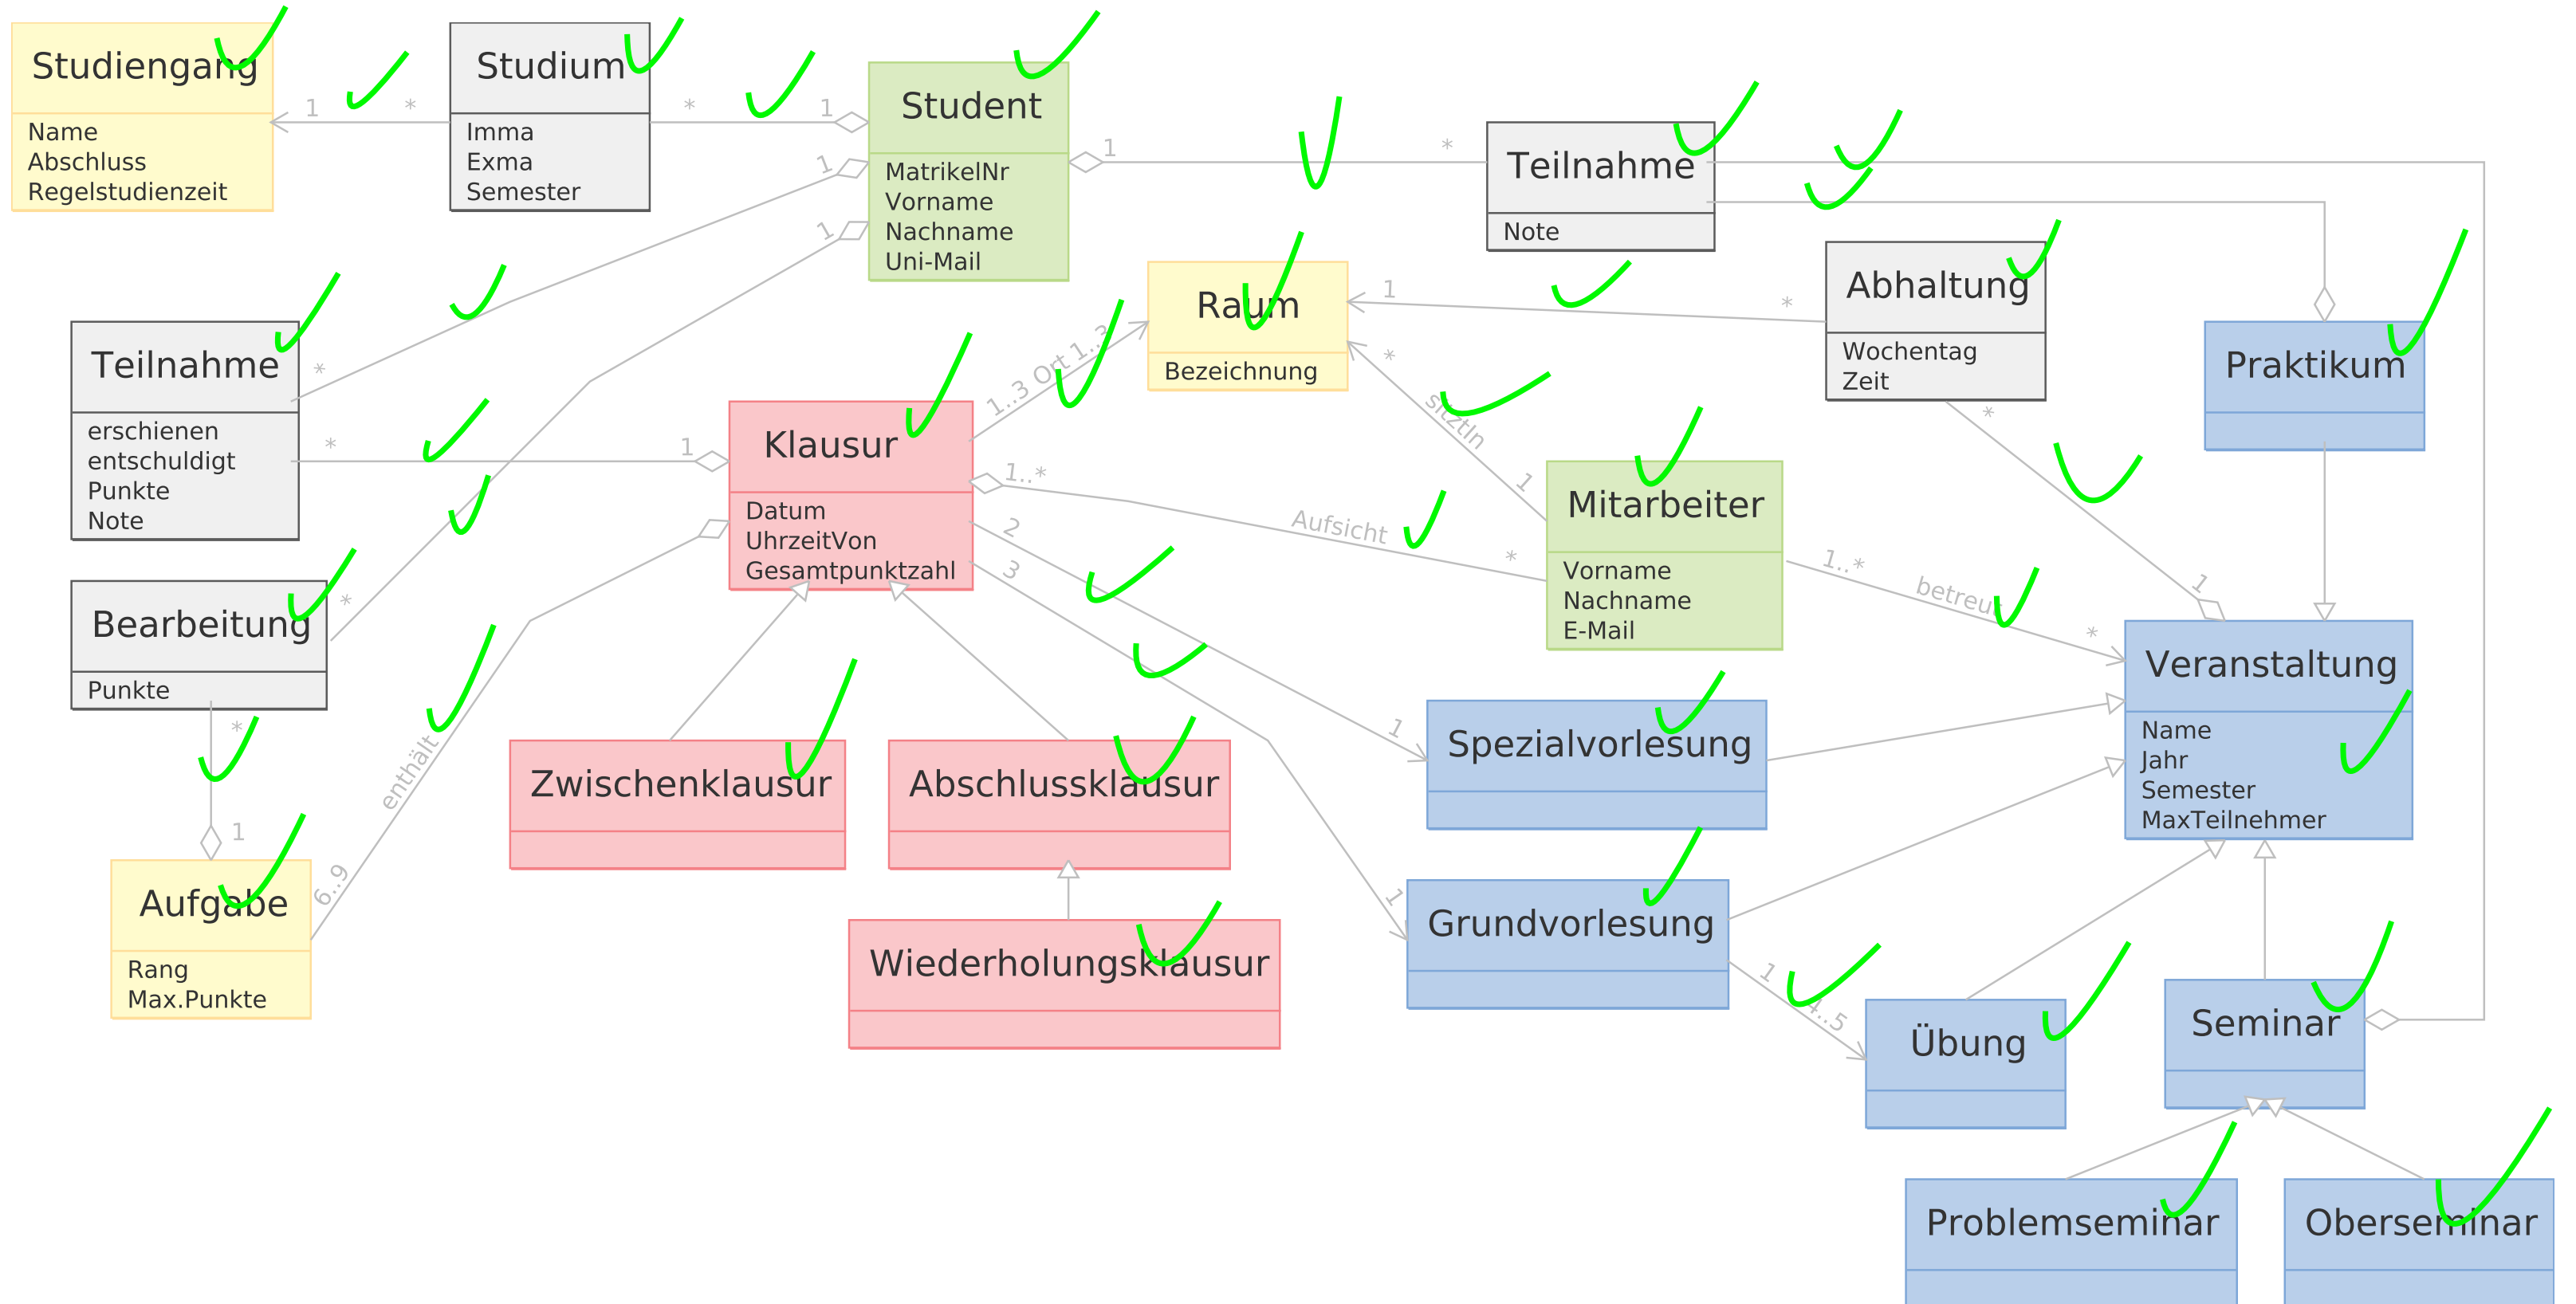 Studiengang
Name
Abschluss
Regelstudienzeit
1
*
Studium
Imma
Exma
Semester
*
1
Student
MatrikelNr
Vorname
Nachname
Uni-Mail
1
1
1
*
Teilnahme
Note
Raum
Bezeichnung
1
*
Abhaltung
Wochentag
Zeit
Praktikum
Teilnahme
erschienen
entschuldigt
Punkte
Note
*
*
1
Klausur
Datum
UhrzeitVon
Gesamtpunktzahl
1..3 Ort 1..3
*
sitztIn
1
1..*
Aufsicht
*
2
3
Mitarbeiter
Vorname
Nachname
E-Mail
1..*
betreut
*
*
1
Veranstaltung
Name
Jahr
Semester
MaxTeilnehmer
Bearbeitung
Punkte
*
*
1
enthält
6..9
Aufgabe
Rang
Max.Punkte
Zwischenklausur
Abschlussklausur
Wiederholungsklausur
1
Spezialvorlesung
1
Grundvorlesung
1
4..5
Übung
Seminar
Problemseminar
Oberseminar